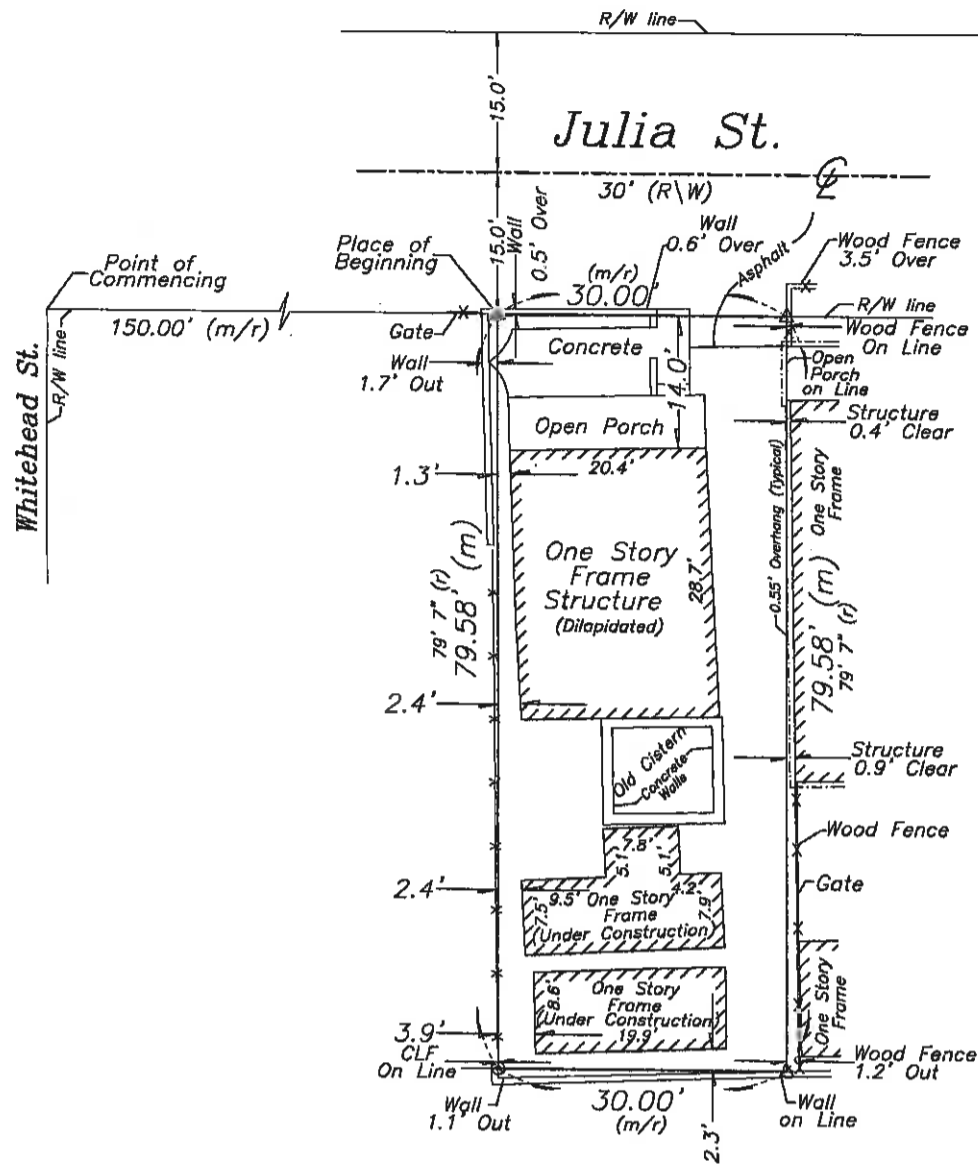 R/W line
15.0'
Julia St.
30' (R\W)
15.0'
Wall
0.5' Over
Wall
0.6' Over
Place of
Beginning
(m/r)
30.00'
Asphalt
Wood Fence
3.5' Over
Point of
Commencing
150.00' (m/r)
R/W line
Gate
R/W line
Wood Fence
On Line
Whitehead St.
Wall
1.7' Out
Concrete
14.0'
Open
Porch
on Line
Open Porch
Structure
0.4' Clear
20.4'
1.3'
0.55' Overhang (Typical)
One Story
Frame
79' 7" (r)
79.58' (m)
One Story
Frame
Structure
(Dilapidated)
28.7'
79.58' (m)
79' 7" (r)
2.4'
Old Cistern
Concrete
Walls
Structure
0.9' Clear
Wood Fence
7.8'
5.1'
5.1'
2.4'
9.5'
4.2'
Gate
One Story
Frame
(Under Construction)
7.5'
7.9'
One Story
Frame
(Under Construction)
8.6'
19.9'
One Story
Frame
3.9'
CLF
On Line
Wood Fence
1.2' Out
Wall
1.1' Out
30.00'
(m/r)
2.3'
Wall
on Line